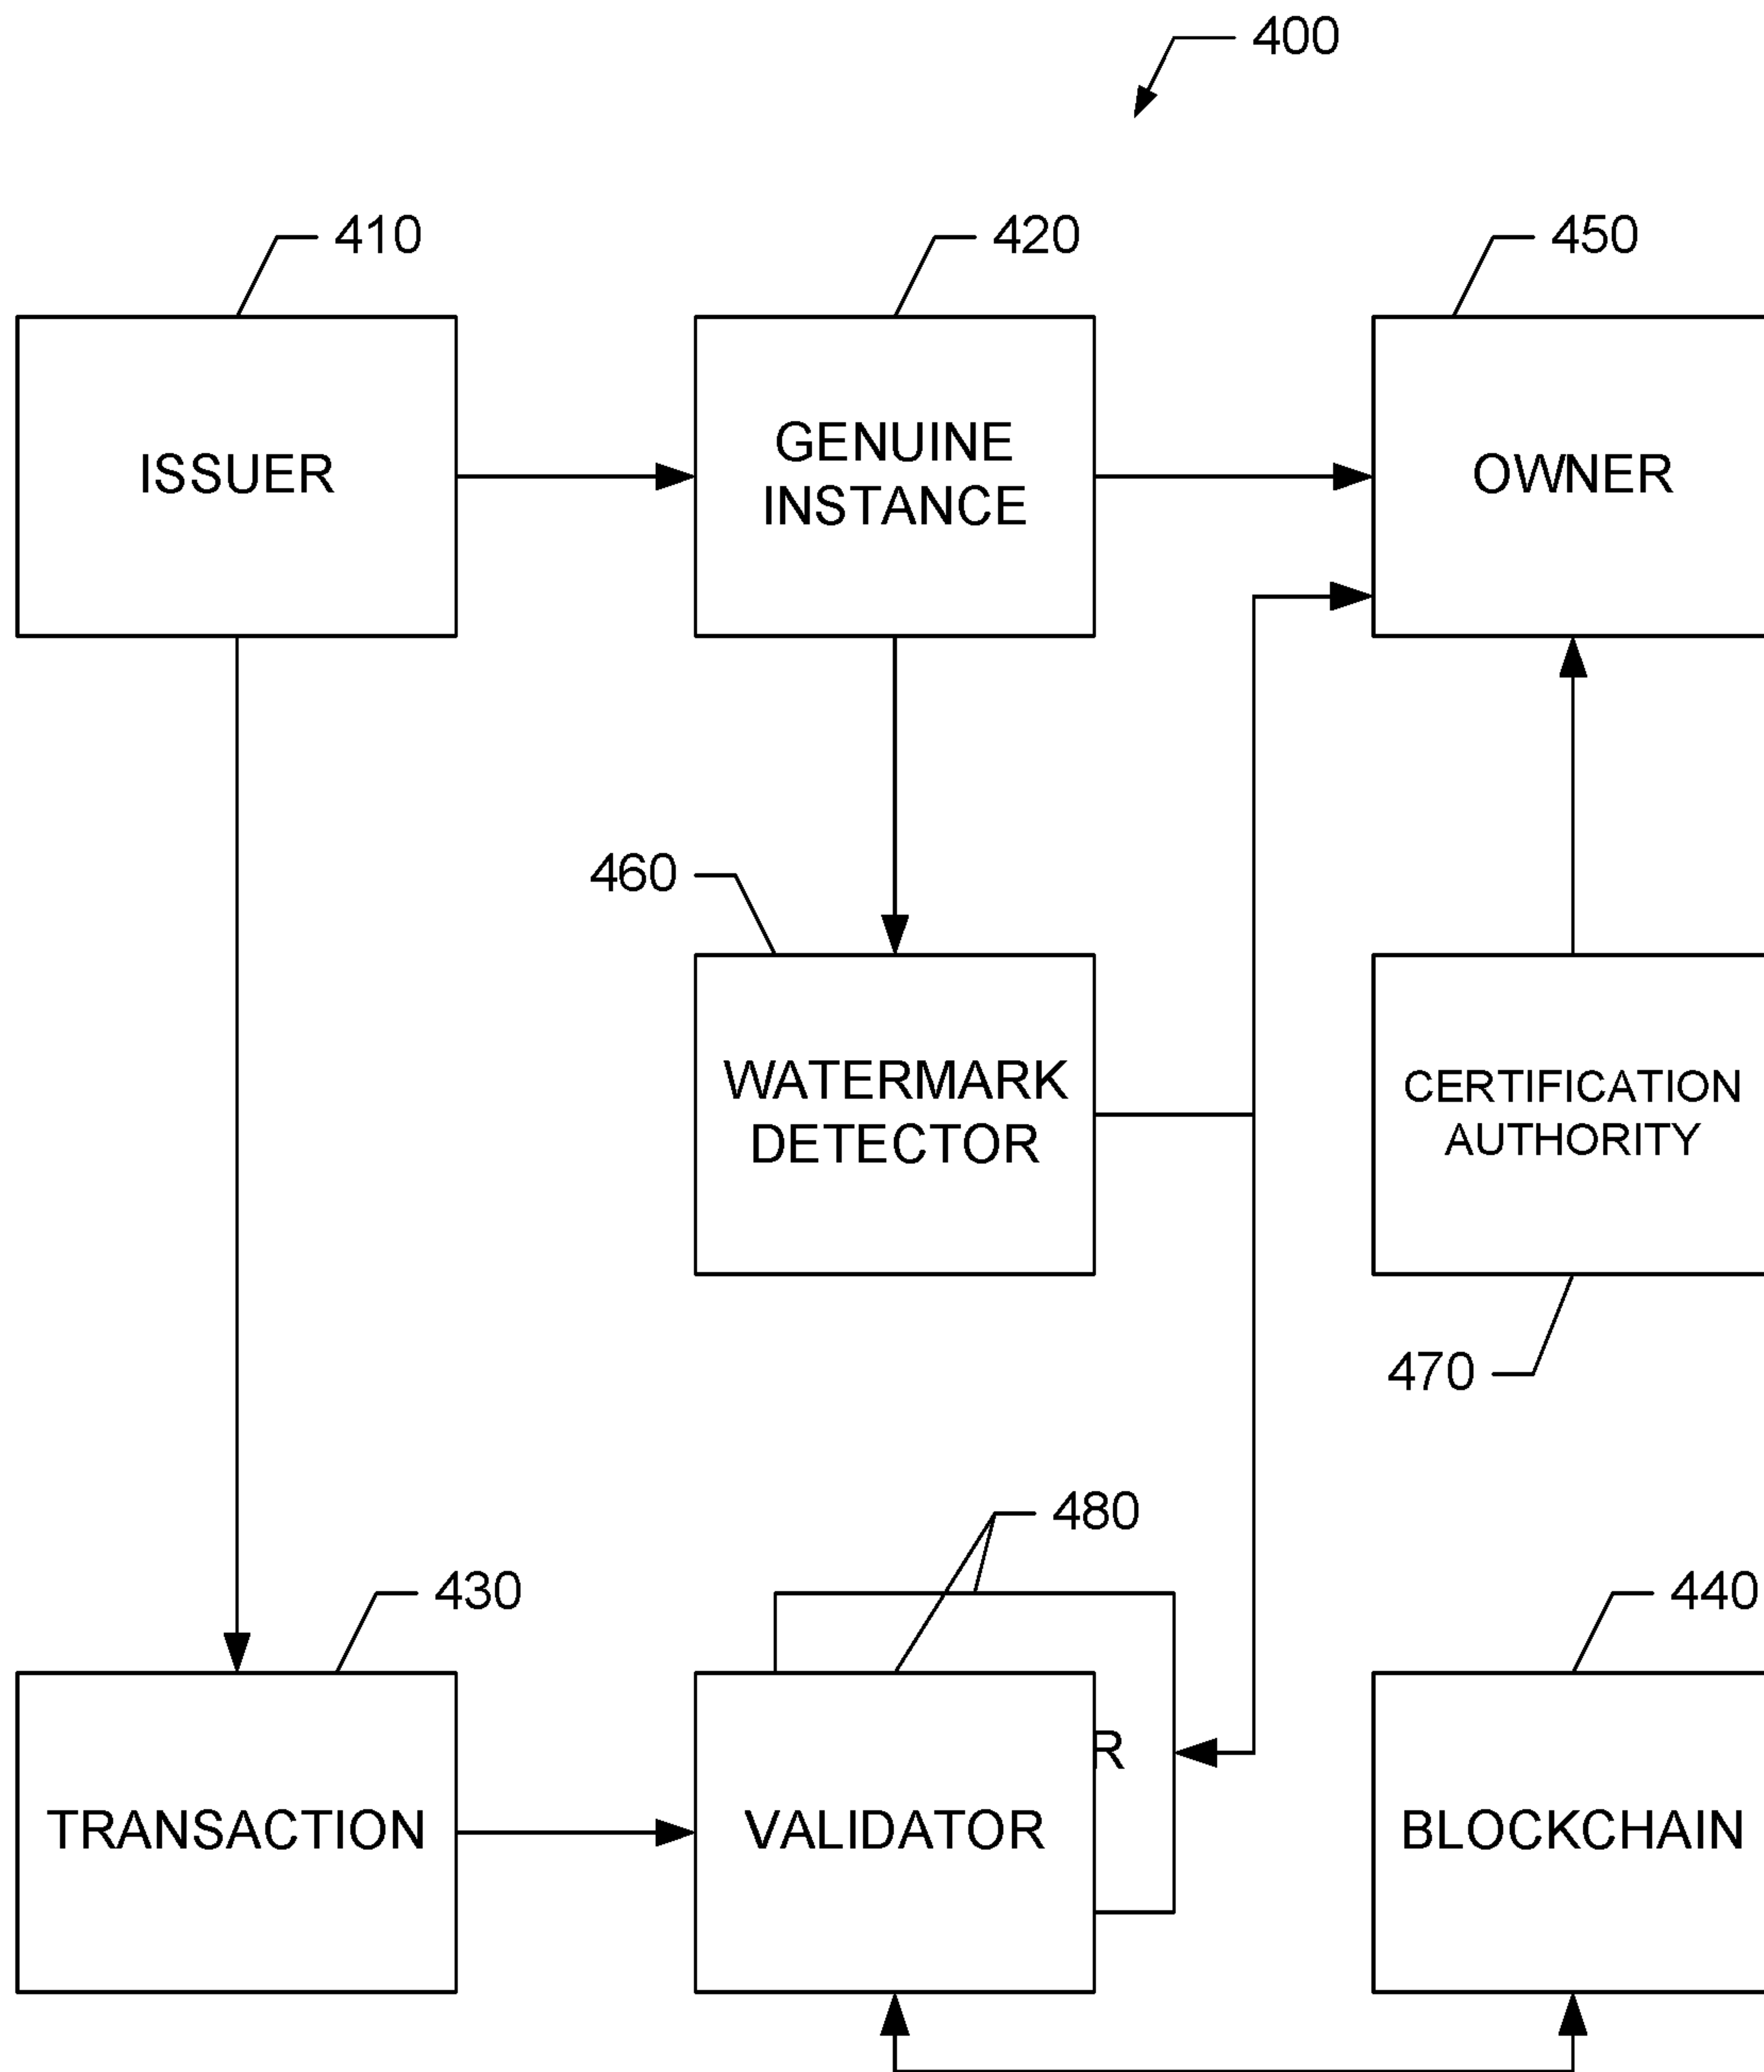 400
410
420
450
ISSUER
GENUINE
INSTANCE
OWNER
460
WATERMARK
DETECTOR
CERTIFICATION
AUTHORITY
470
480
430
440
R
TRANSACTION
VALIDATOR
BLOCKCHAIN